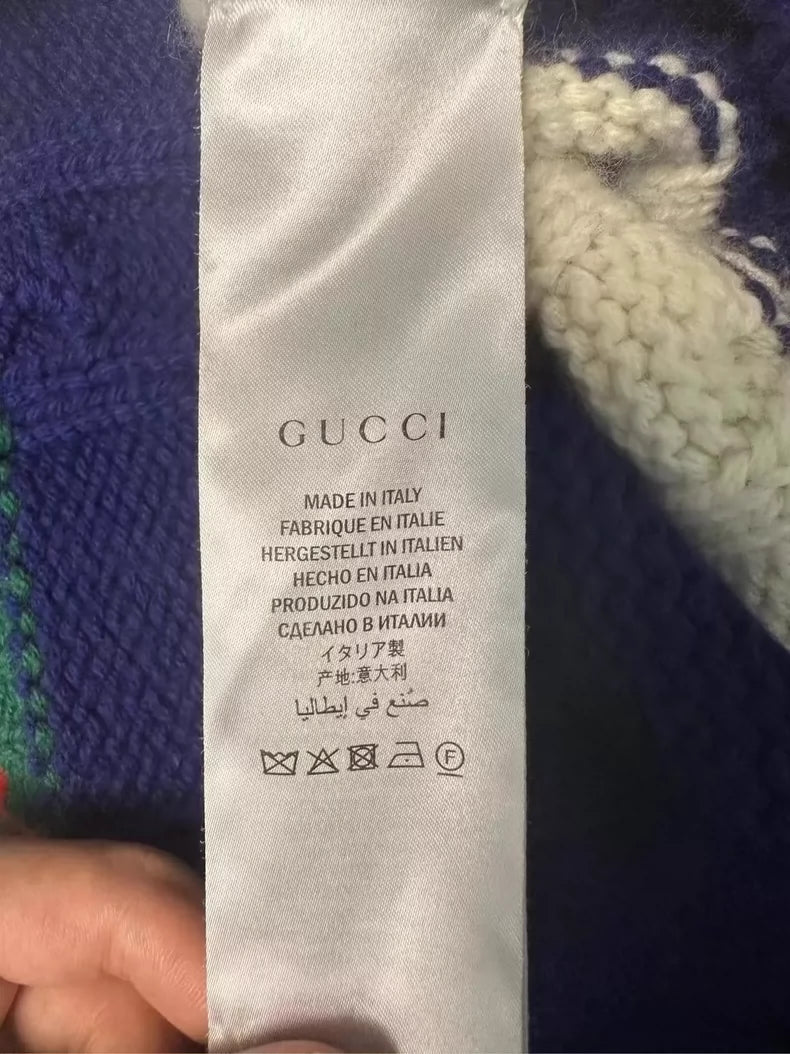 GUCCI
MADE IN ITALY
FABRIQUE EN ITALIE
HERGESTELLT IN ITALIEN
HECHO EN ITALIA
PRODUZIDO NA ITALIA
СДЕЛАНО В ИТАЛИИ
イタリア製
产地:意大利
صُنع في إيطاليا
F